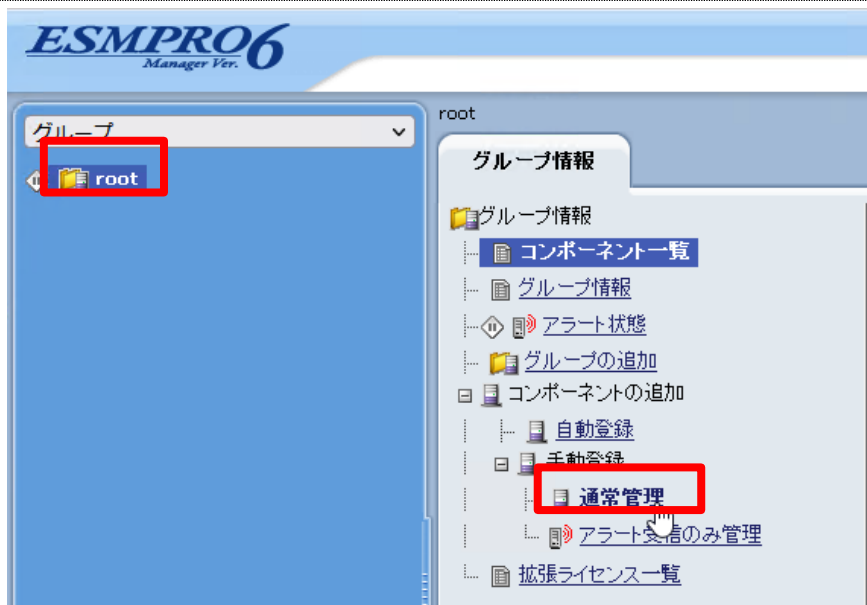 ESMPRO6
Manager Ver.
グループ
root
root
グループ情報
グループ情報
コンポーネント一覧
グループ情報
アラート状態
グループの追加
コンポーネントの追加
自動登録
手動登録
通常管理
アラート受信のみ管理
拡張ライセンス一覧